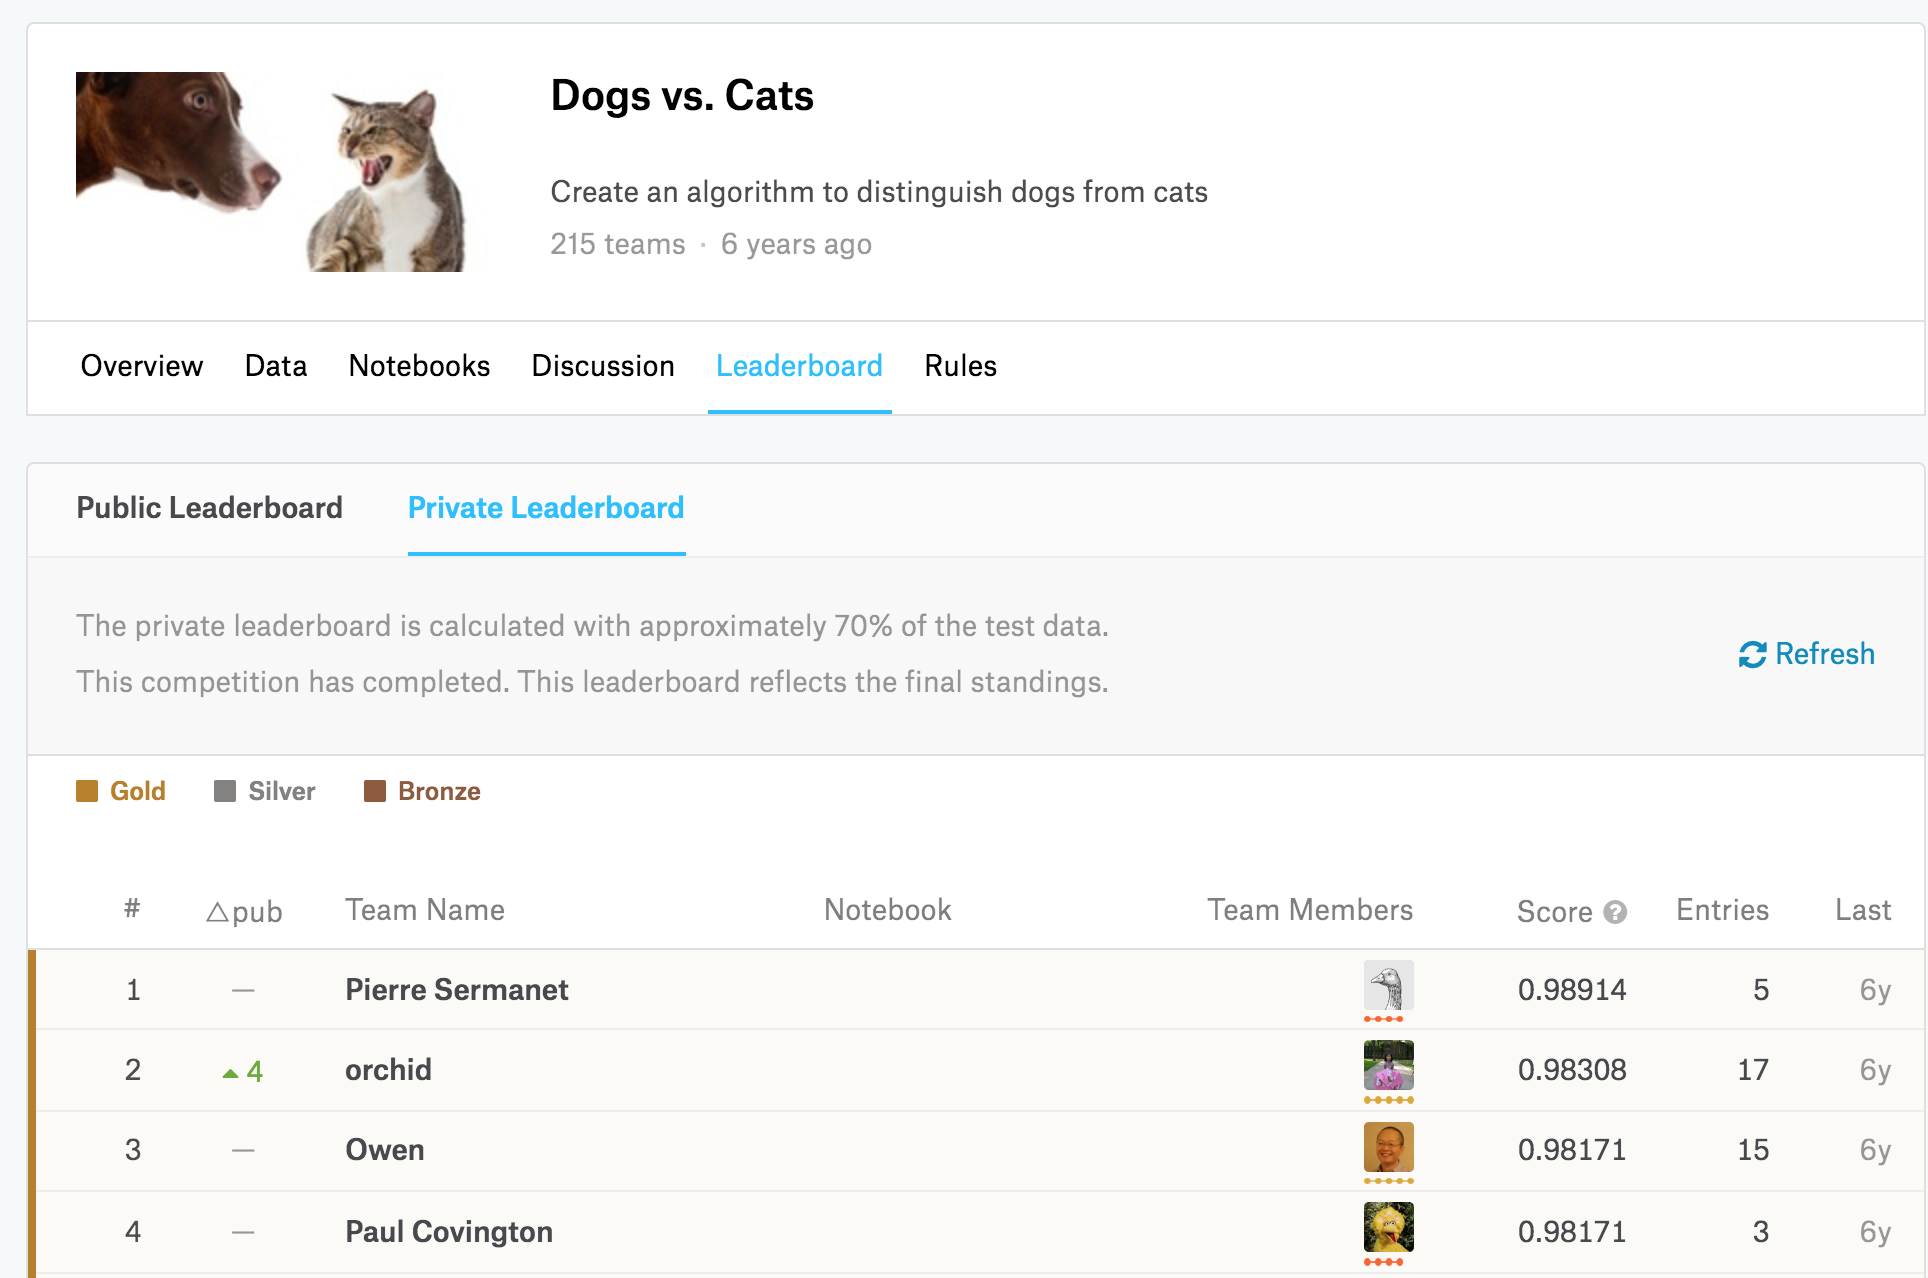 Dogs vs. Cats
Create an algorithm to distinguish dogs from cats
215 teams · 6 years ago
Overview Data Notebooks Discussion Leaderboard Rules
Public Leaderboard Private Leaderboard
The private leaderboard is calculated with approximately 70% of the test data.
This competition has completed. This leaderboard reflects the final standings.
Refresh
Gold Silver Bronze
# △pub Team Name Notebook Team Members Score ? Entries Last
1 — Pierre Sermanet 0.98914 5 6y
2 ▲4 orchid 0.98308 17 6y
3 — Owen 0.98171 15 6y
4 — Paul Covington 0.98171 3 6y